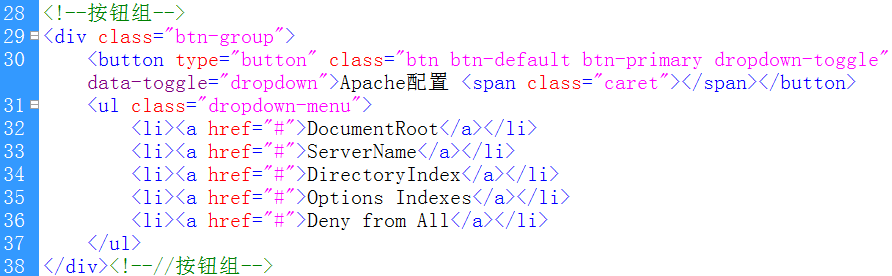 28 <!--按钮组-->
29 <div class="btn-group">
30     <button type="button" class="btn btn-default btn-primary dropdown-toggle"
    data-toggle="dropdown">Apache配置 <span class="caret"></span></button>
31     <ul class="dropdown-menu">
32         <li><a href="#">DocumentRoot</a></li>
33         <li><a href="#">ServerName</a></li>
34         <li><a href="#">DirectoryIndex</a></li>
35         <li><a href="#">Options Indexes</a></li>
36         <li><a href="#">Deny from All</a></li>
37     </ul>
38 </div><!--//按钮组-->